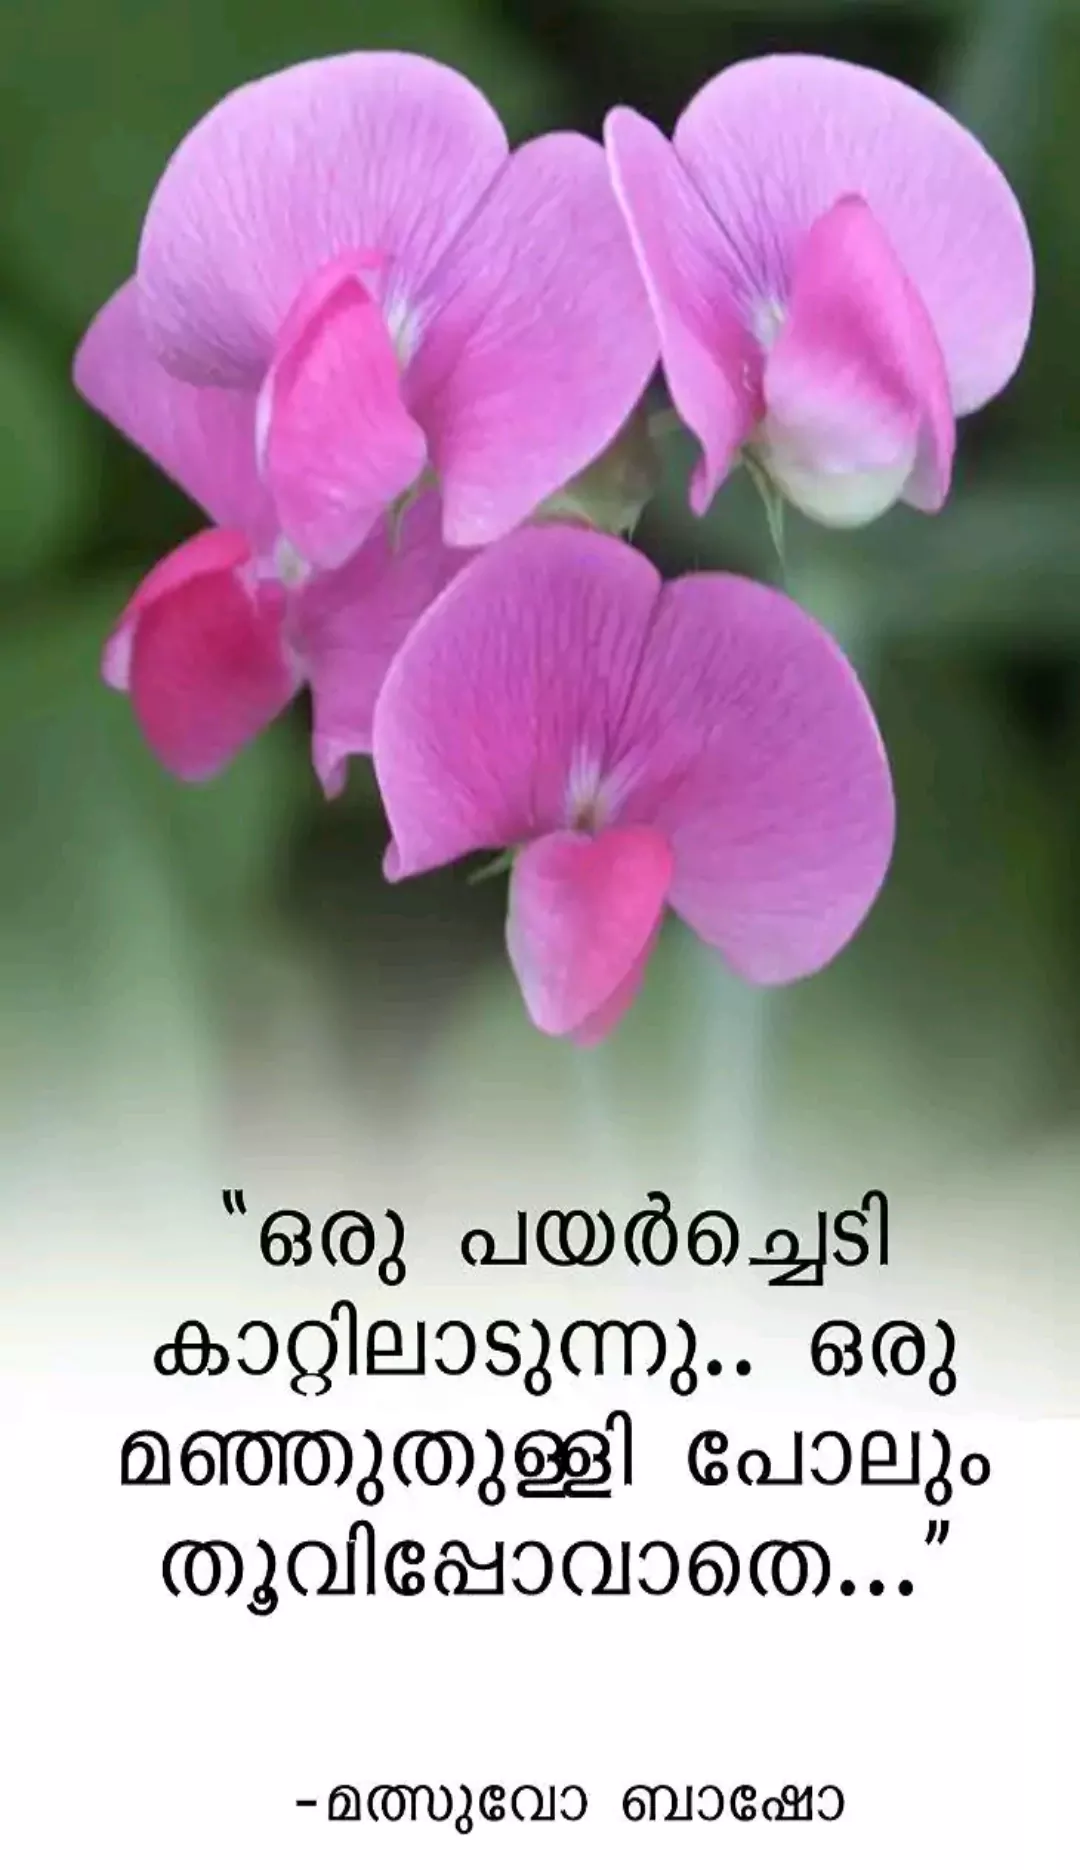 "ഒരു പയർച്ചെടി
കാറ്റിലാടുന്നു.. ഒരു
മഞ്ഞുതുള്ളി പോലും
തൂവിപ്പോവാതെ..."
-മത്സുവോ ബാഷോ